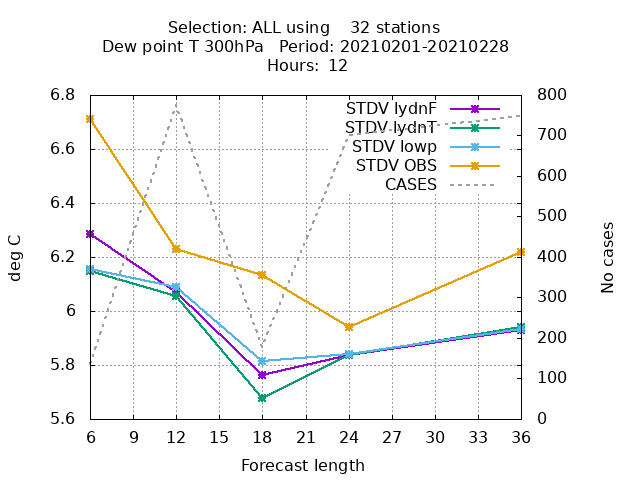 Selection: ALL using    32 stations
Dew point T 300hPa   Period: 20210201-20210228
Hours:  12
STDV lydnF
STDV lydnT
STDV lowp
STDV OBS
CASES
6.8
6.6
6.4
6.2
6
5.8
5.6
deg C
800
700
600
500
400
300
200
100
0
No cases
6 9 12 15 18 21 24 27 30 33 36
Forecast length